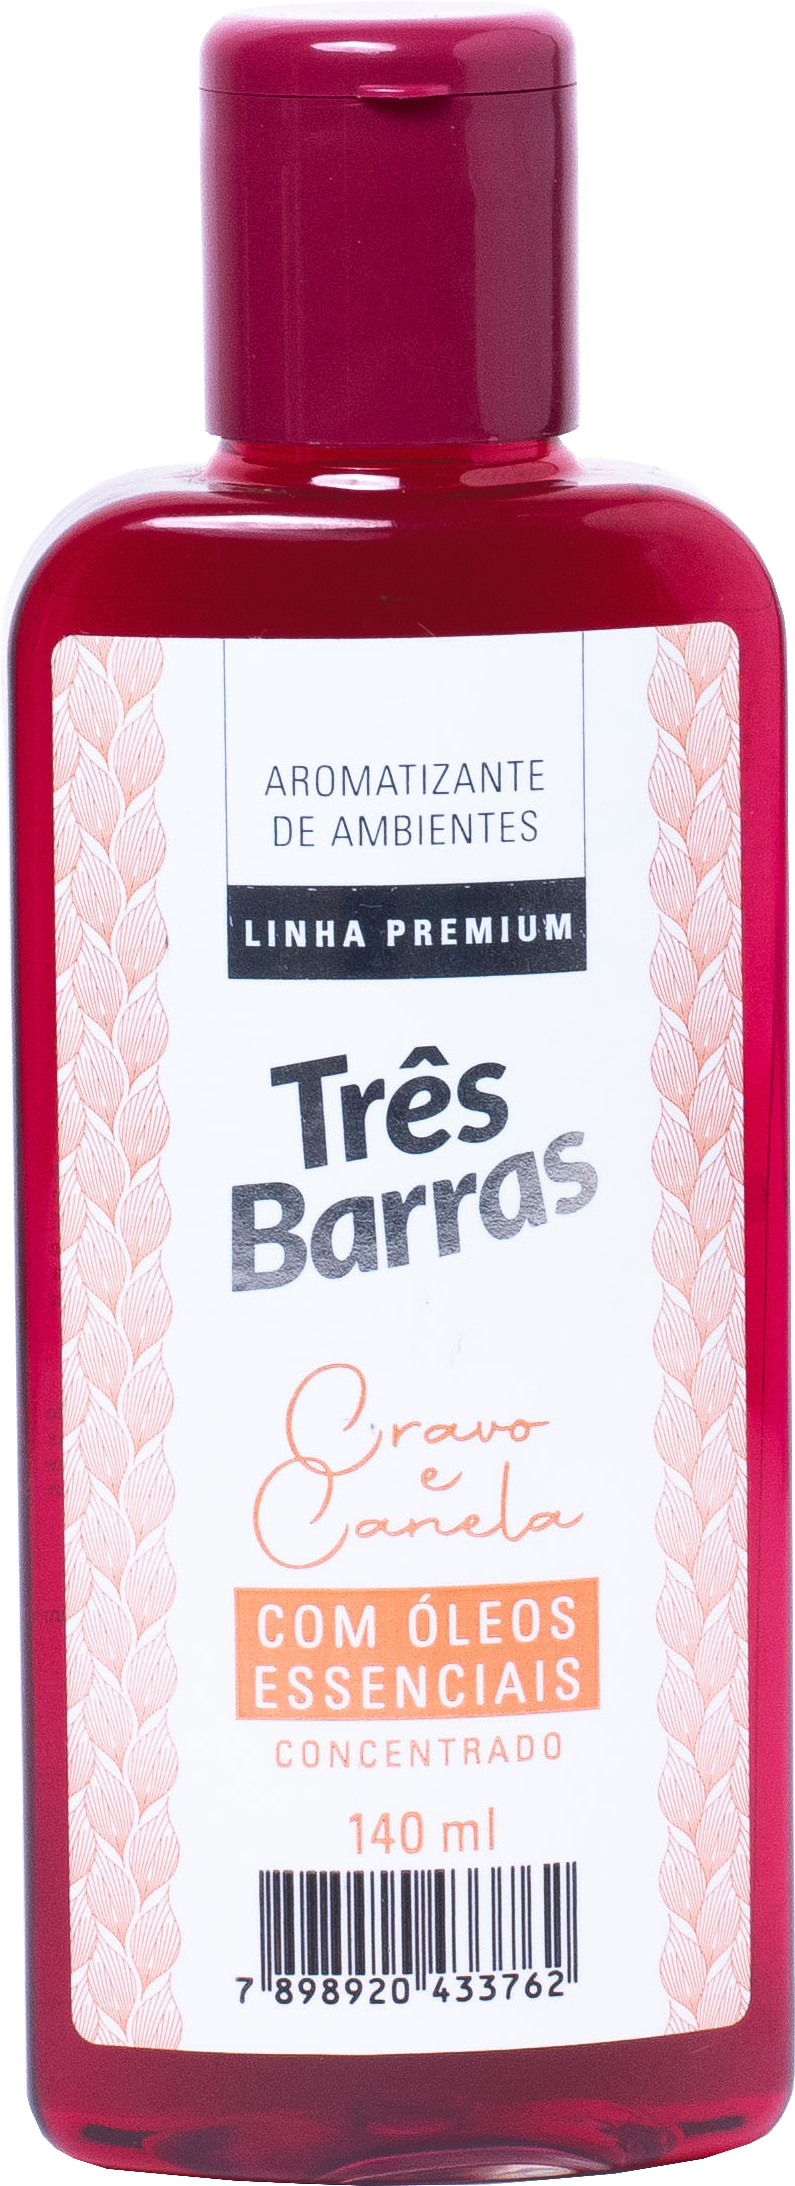 AROMATIZANTE
DE AMBIENTES
LINHA PREMIUM
Três
Barras
Cravo
e
Canela
COM ÓLEOS
ESSENCIAIS
CONCENTRADO
140 ml
7 898920 433762